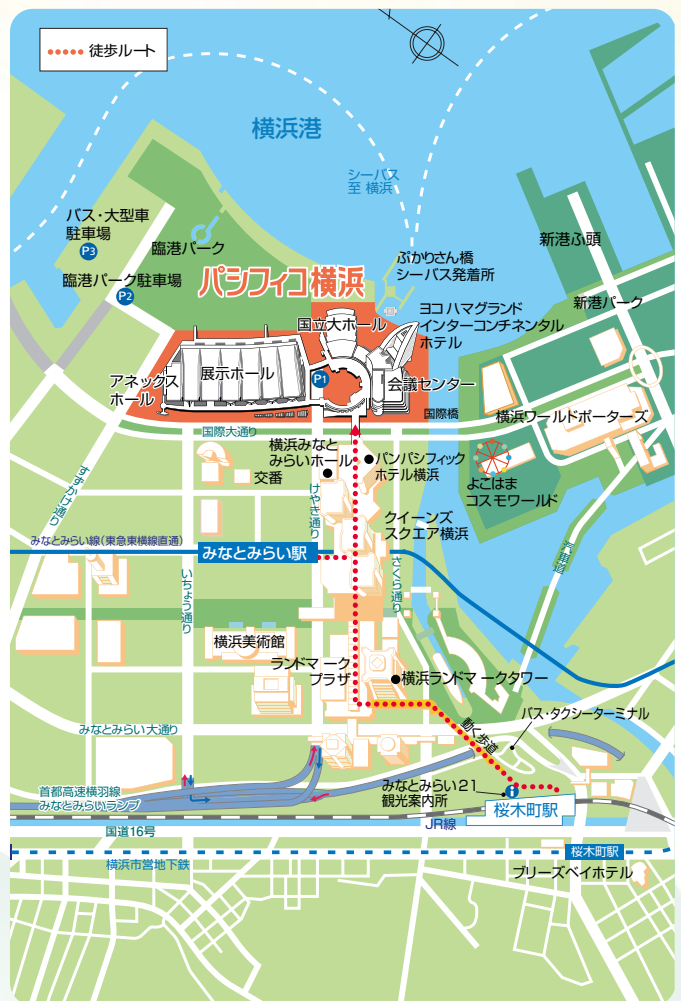 徒歩ルート
横浜港
シーバス
至 横浜
バス・大型車
駐車場
P3
臨港パーク
臨港パーク駐車場
P2
パシフィコ横浜
ぷかりさん橋
シーバス発着所
新港ふ頭
新港パーク
ヨコハマグランド
インターコンチネンタル
ホテル
国立大ホール
展示ホール
P1
会議センター
アネックス
ホール
国際橋
横浜ワールドポーターズ
国際大通り
横浜みなと
みらいホール
パンパシフィック
ホテル横浜
交番
よこはま
コスモワールド
すずかけ通り
けやき通り
クイーンズ
スクエア横浜
みなとみらい線(東急東横線直通)
みなとみらい駅
さくら通り
汽車道
いちょう通り
横浜美術館
ランドマークプラザ
横浜ランドマークタワー
みなとみらい大通り
バス・タクシーターミナル
動く歩道
首都高速横羽線
みなとみらいランプ
みなとみらい21
観光案内所
i
桜木町駅
国道16号
JR線
横浜市営地下鉄
桜木町駅
ブリーズベイホテル